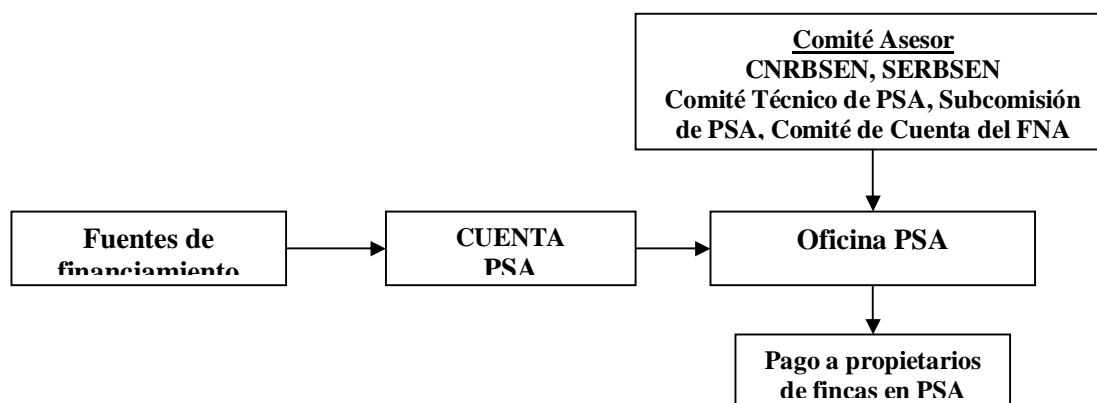 Comité Asesor
CNRBSEN, SERBSEN
Comité Técnico de PSA, Subcomisión
de PSA, Comité de Cuenta del FNA
Fuentes de
financiamiento
CUENTA
PSA
Oficina PSA
Pago a propietarios
de fincas en PSA